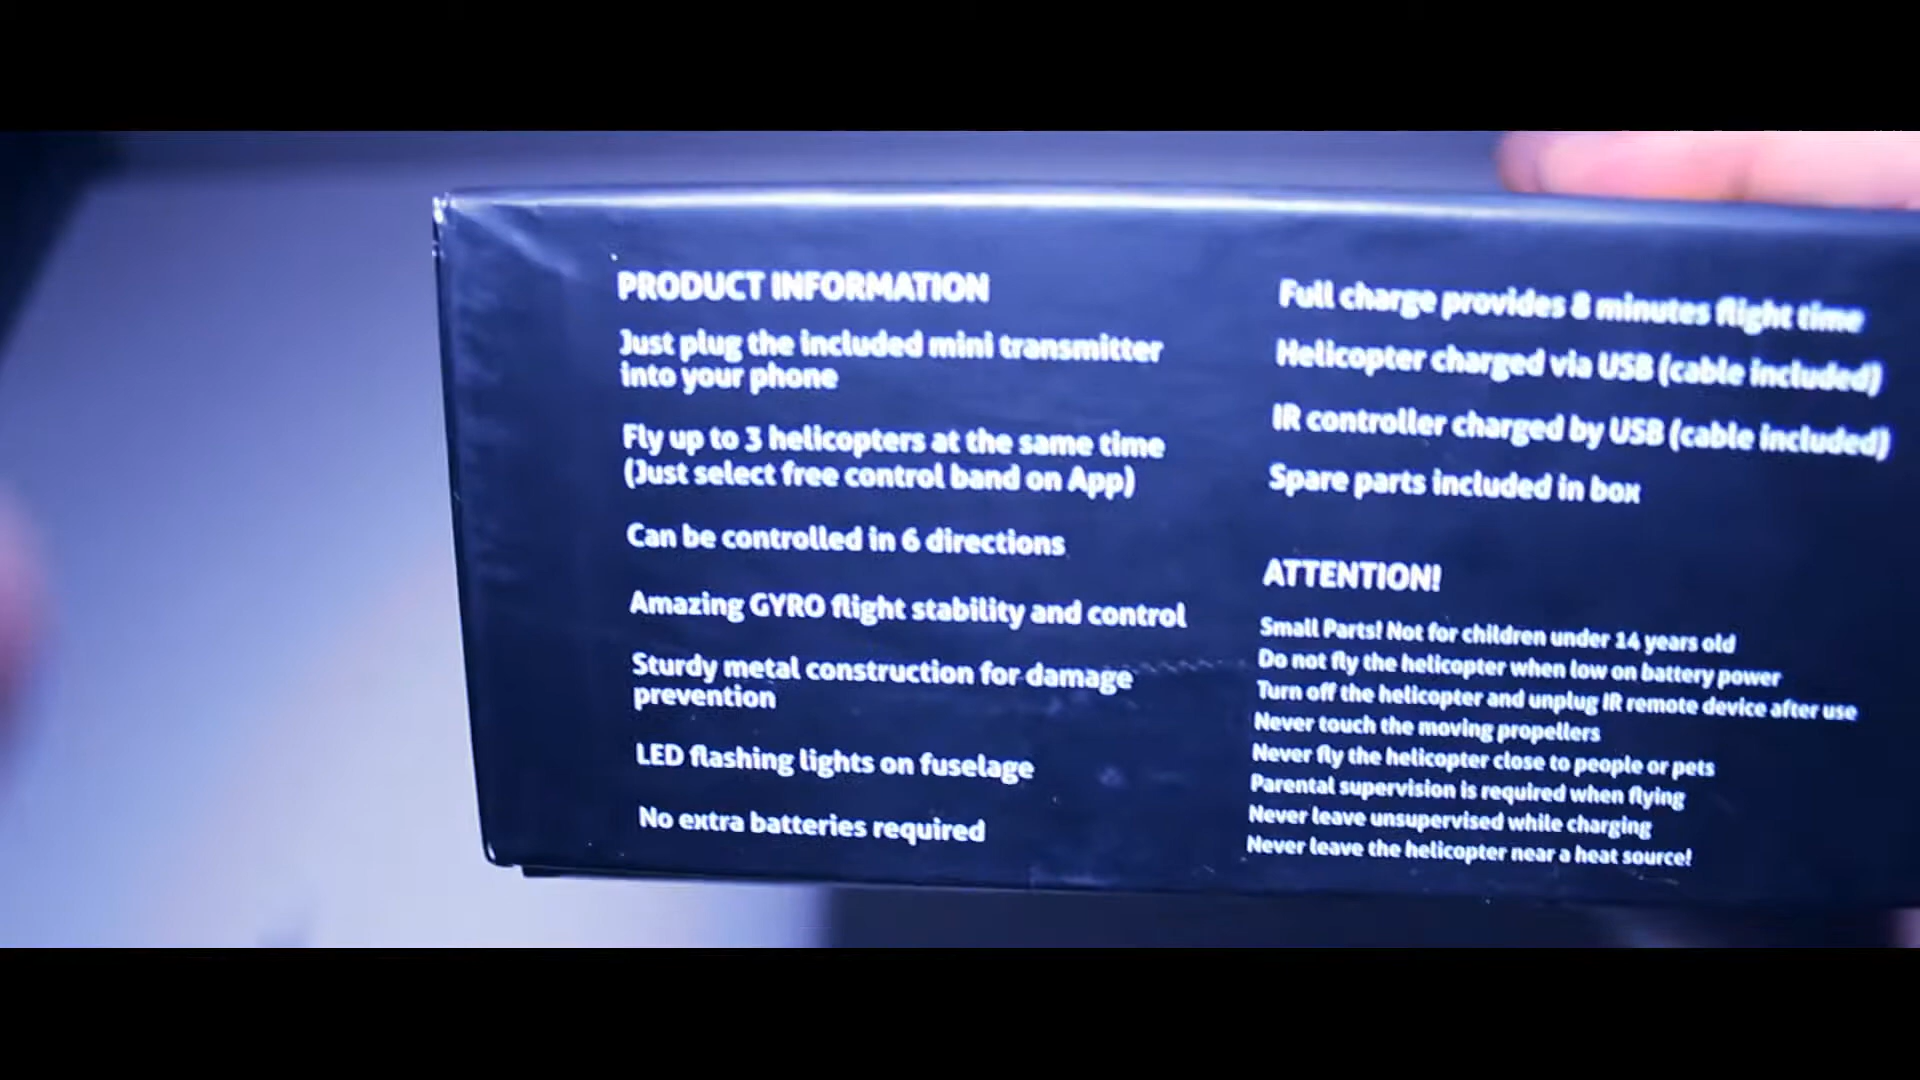 PRODUCT INFORMATION
Just plug the included mini transmitter
into your phone
Fly up to 3 helicopters at the same time
(Just select free control band on App)
Can be controlled in 6 directions
Amazing GYRO flight stability and control
Sturdy metal construction for damage
prevention
LED flashing lights on fuselage
No extra batteries required
Full charge provides 8 minutes flight time
Helicopter charged via USB (cable included)
IR controller charged by USB (cable included)
Spare parts included in box
ATTENTION!
Small Parts! Not for children under 14 years old
Do not fly the helicopter when low on battery power
Turn off the helicopter and unplug IR remote device after use
Never touch the moving propellers
Never fly the helicopter close to people or pets
Parental supervision is required when flying
Never leave unsupervised while charging
Never leave the helicopter near a heat source!